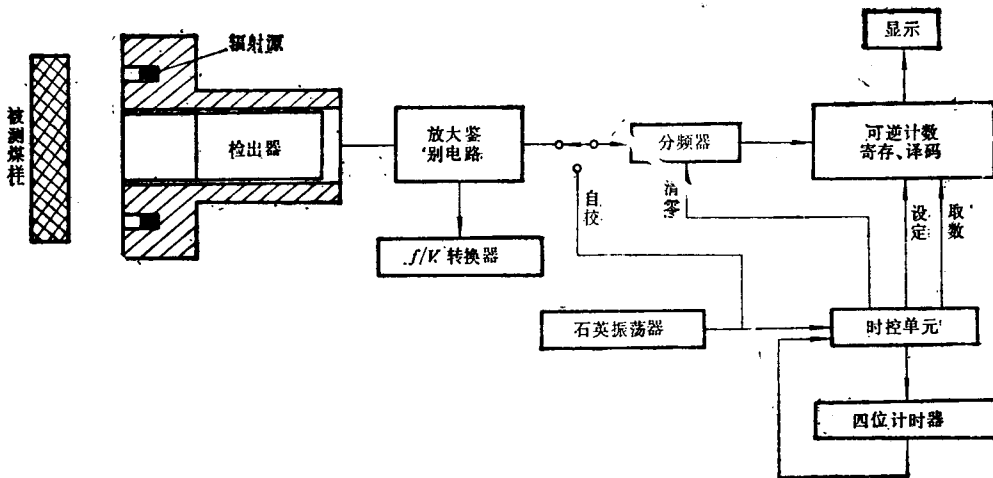 显示
辐射源
被测煤样
检出器
放大鉴
别电路
分频器
可逆计数
寄存、译码
自校
清零
设定
取数
f/V 转换器
石英振荡器
时控单元
四位计时器